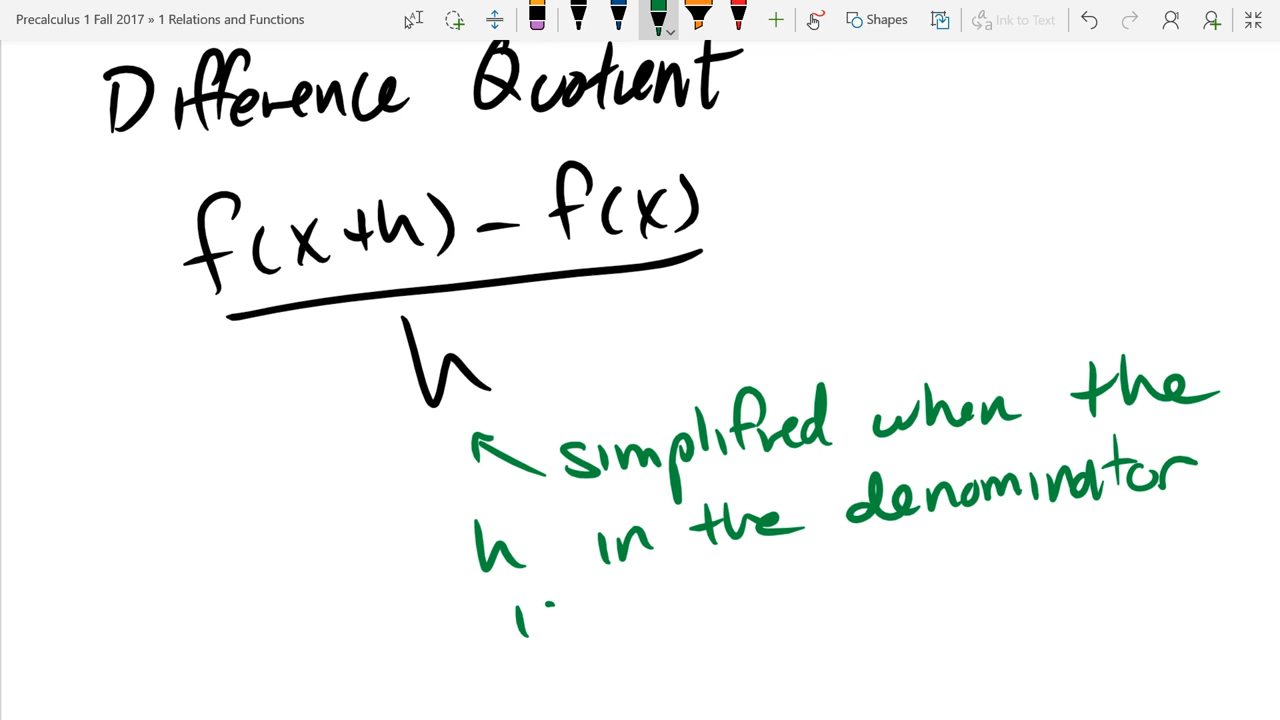 Precalculus 1 Fall 2017 » 1 Relations and Functions
Shapes
Ink to Text
Difference Quotient
f(x+h) - f(x)
h
simplified when the
h in the denominator